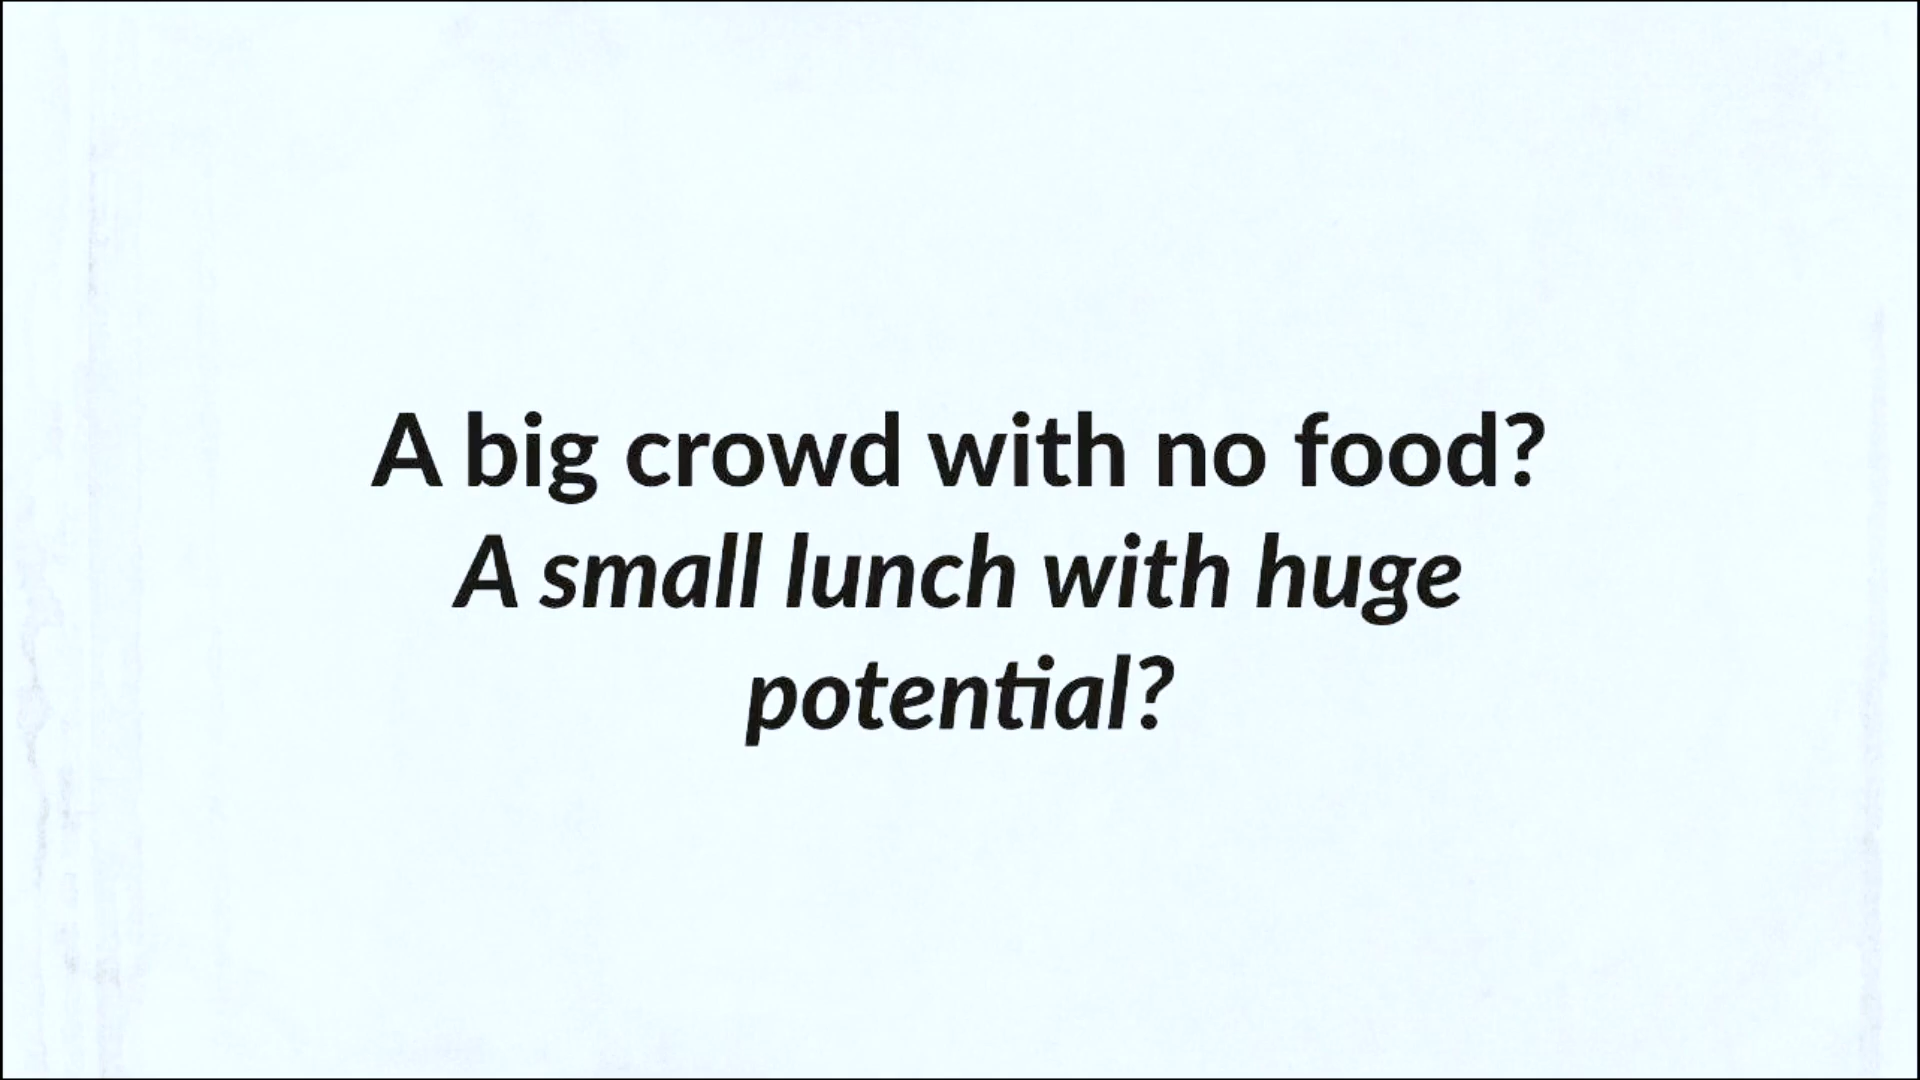 A big crowd with no food?
A small lunch with huge
potential?